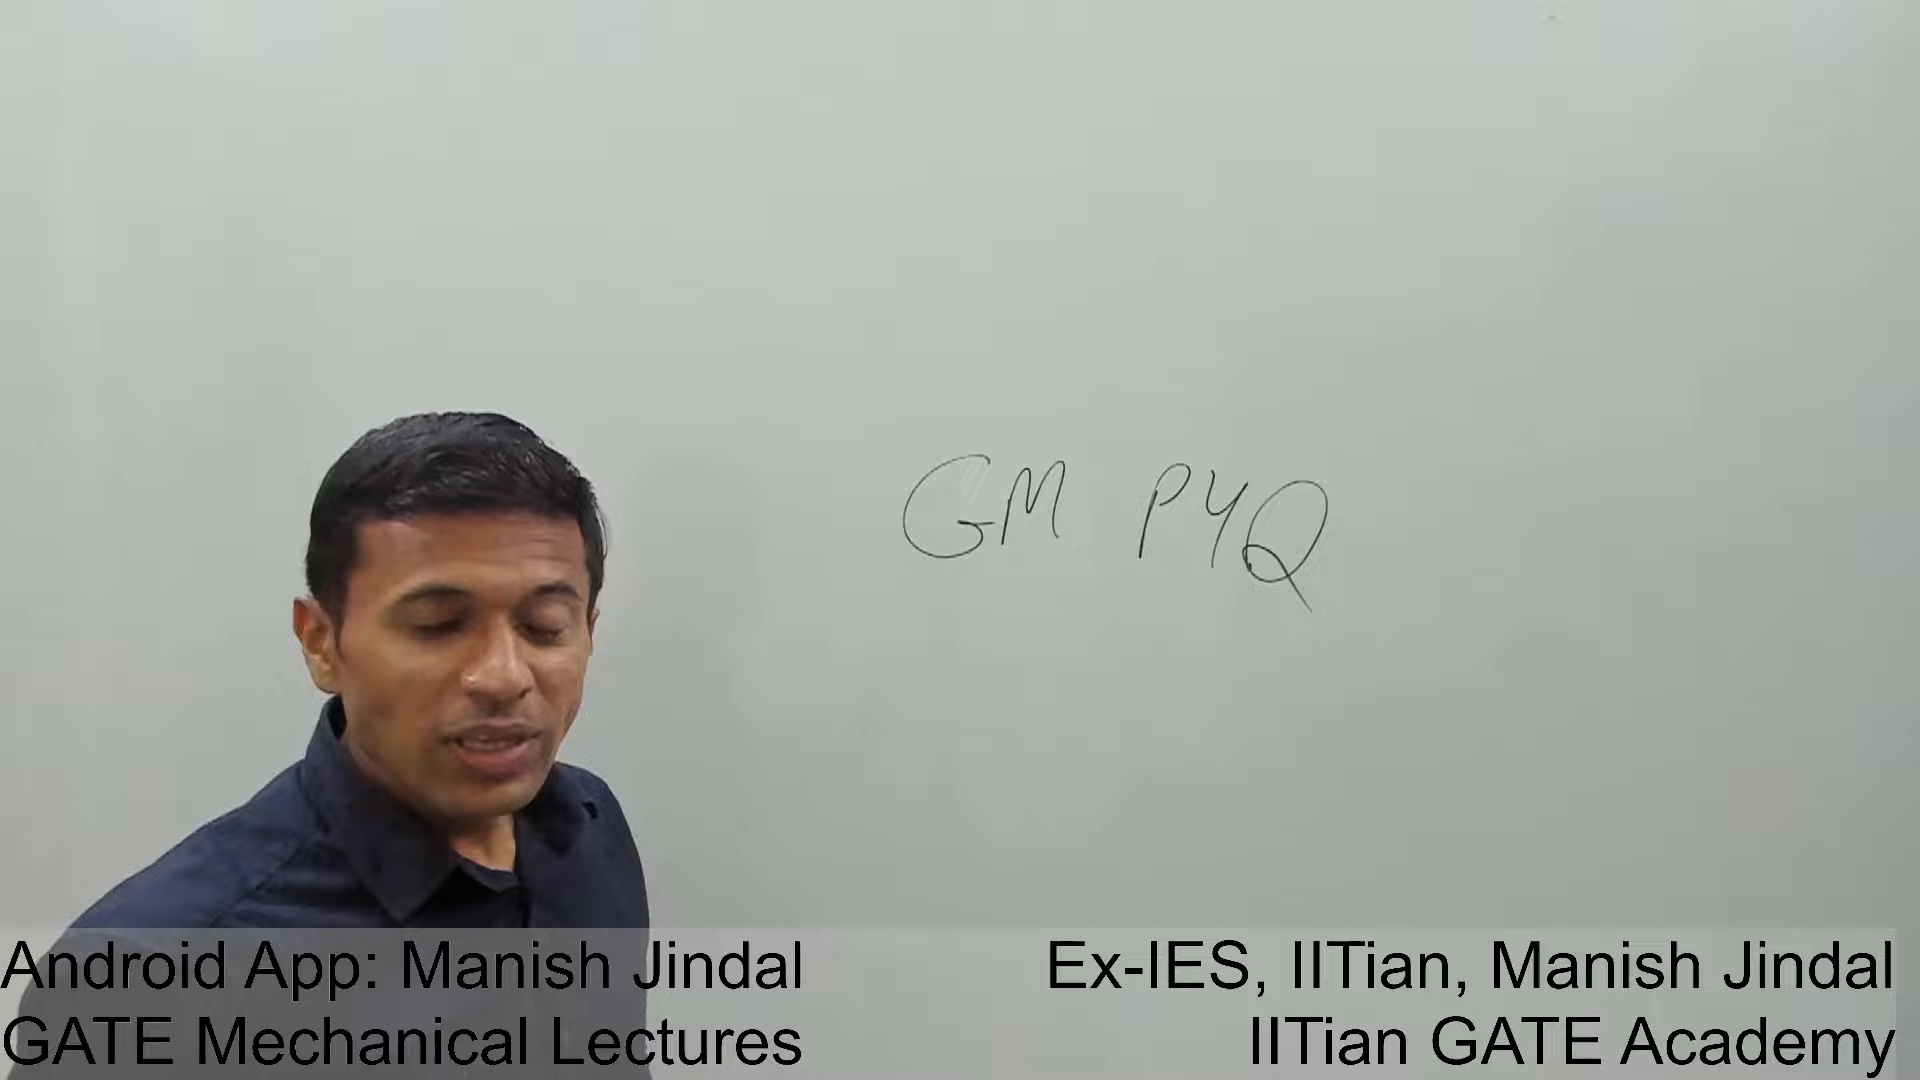 GM PYQ
Android App: Manish Jindal
GATE Mechanical Lectures
Ex-IES, IITian, Manish Jindal
IITian GATE Academy